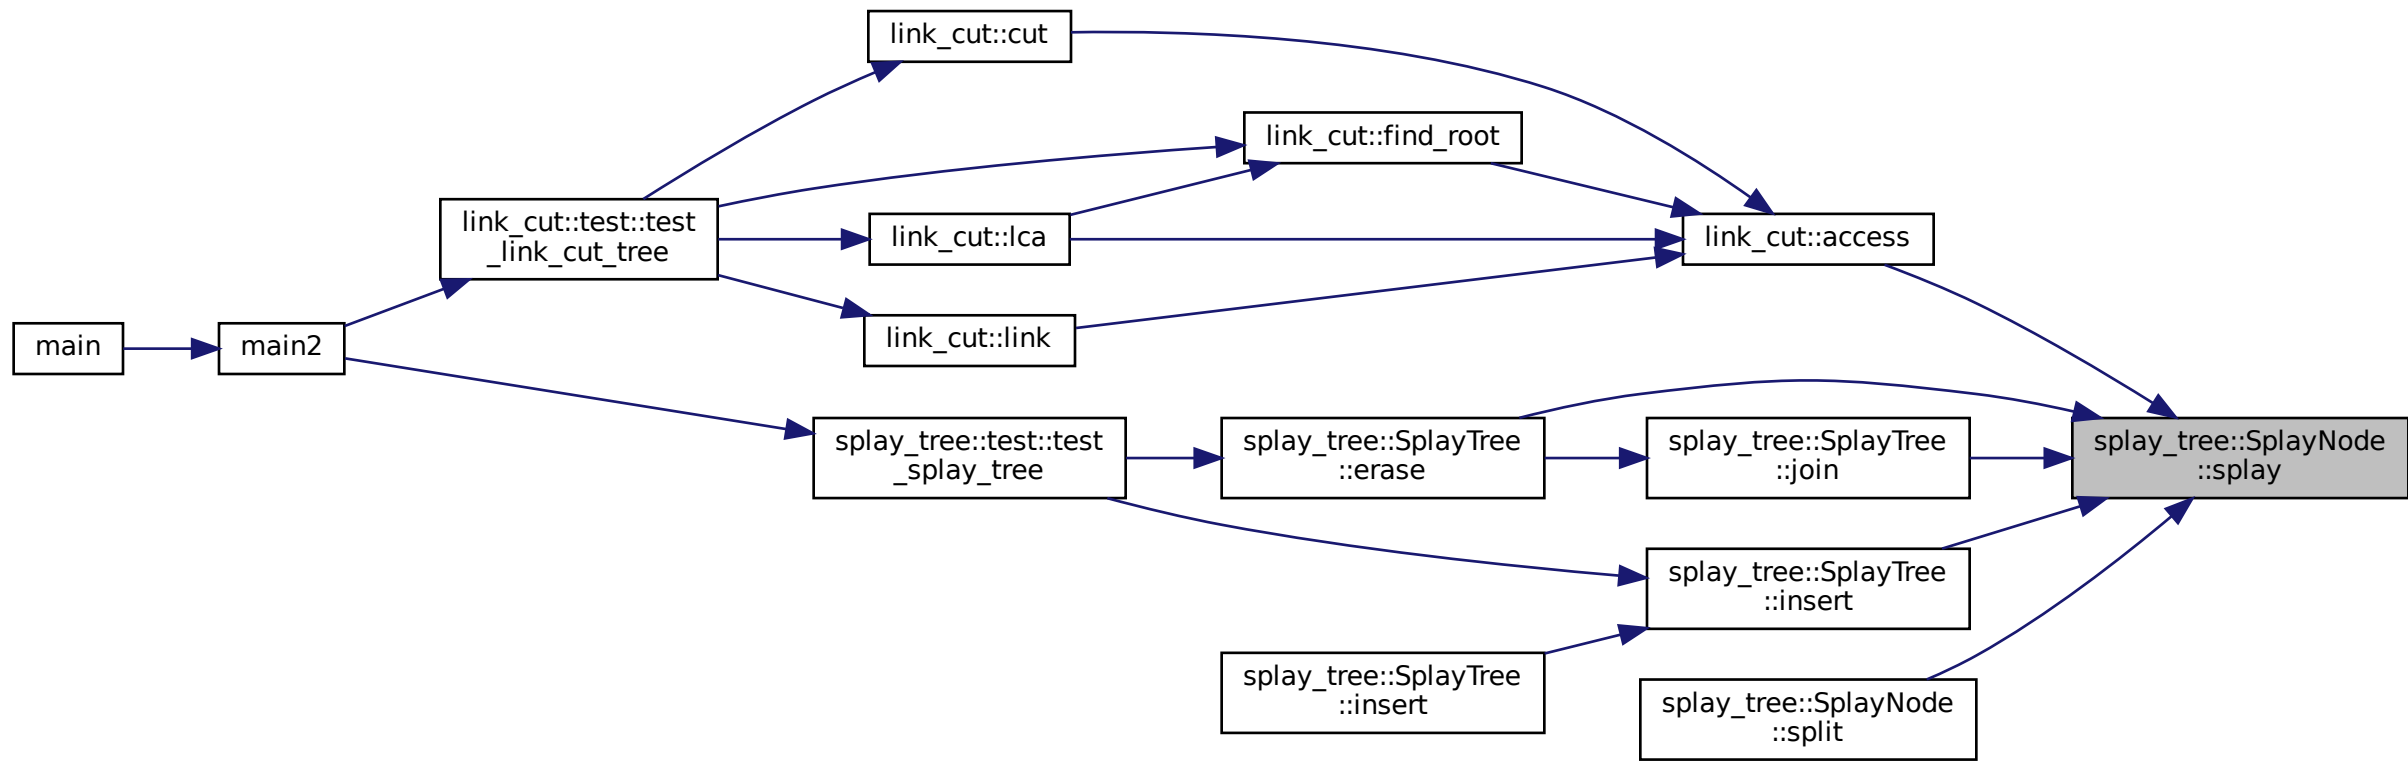 link_cut::cut
link_cut::find_root
link_cut::test::test
_link_cut_tree
link_cut::lca
link_cut::access
main
main2
link_cut::link
splay_tree::test::test
_splay_tree
splay_tree::SplayTree
::erase
splay_tree::SplayTree
::join
splay_tree::SplayNode
::splay
splay_tree::SplayTree
::insert
splay_tree::SplayTree
::insert
splay_tree::SplayNode
::split